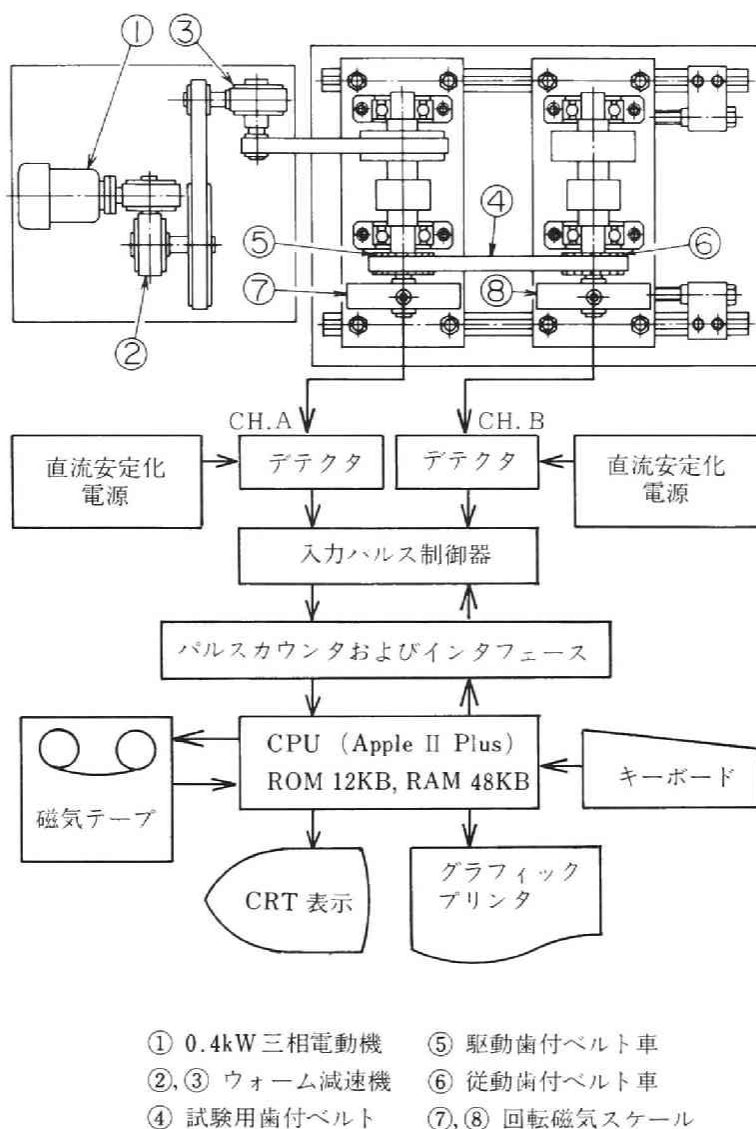 ① ③
④
⑤ ⑥
⑦ ⑧
②
CH.A CH.B
直流安定化
電源
デテクタ
デテクタ
直流安定化
電源
入力ハルス制御器
パルスカウンタおよびインタフェース
磁気テープ
CPU (Apple II Plus)
ROM 12KB, RAM 48KB
キーボード
CRT 表示
グラフィック
プリンタ
① 0.4kW 三相電動機 ⑤ 駆動歯付ベルト車
②,③ ウォーム減速機 ⑥ 従動歯付ベルト車
④ 試験用歯付ベルト ⑦,⑧ 回転磁気スケール